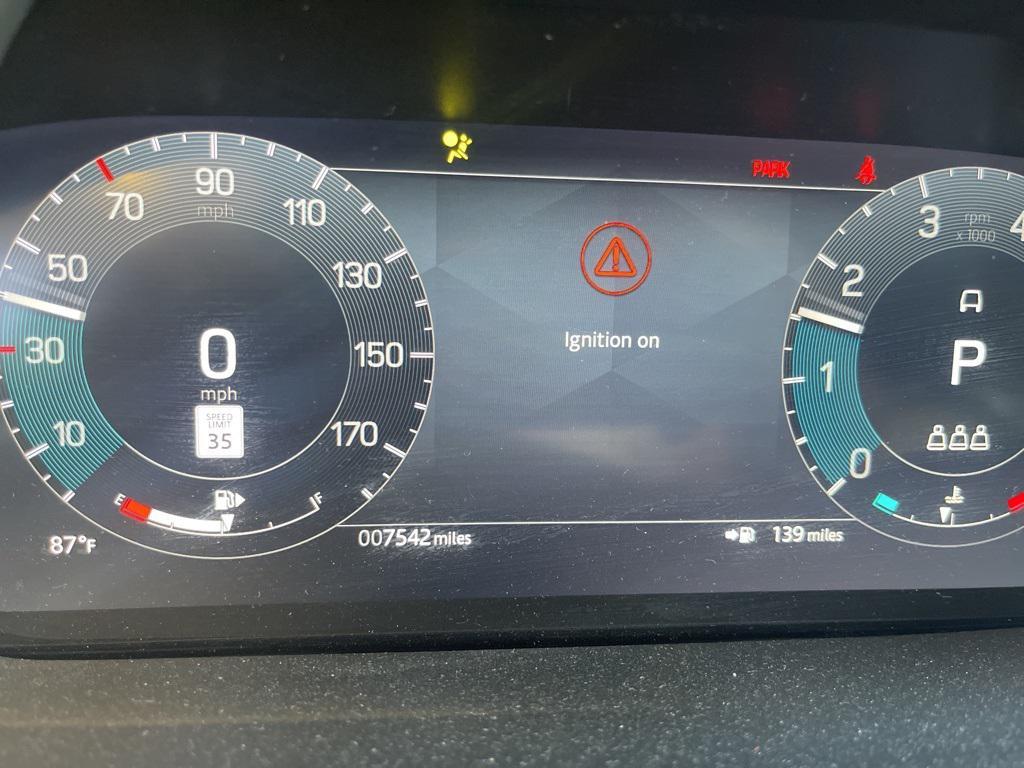 PARK
90
mph
70
110
50
130
30
150
10
170
0
mph
SPEED
LIMIT
35
E
F
87°F
Ignition on
007542 miles
139 miles
3
rpm
x 1000
4
2
1
0
A
P